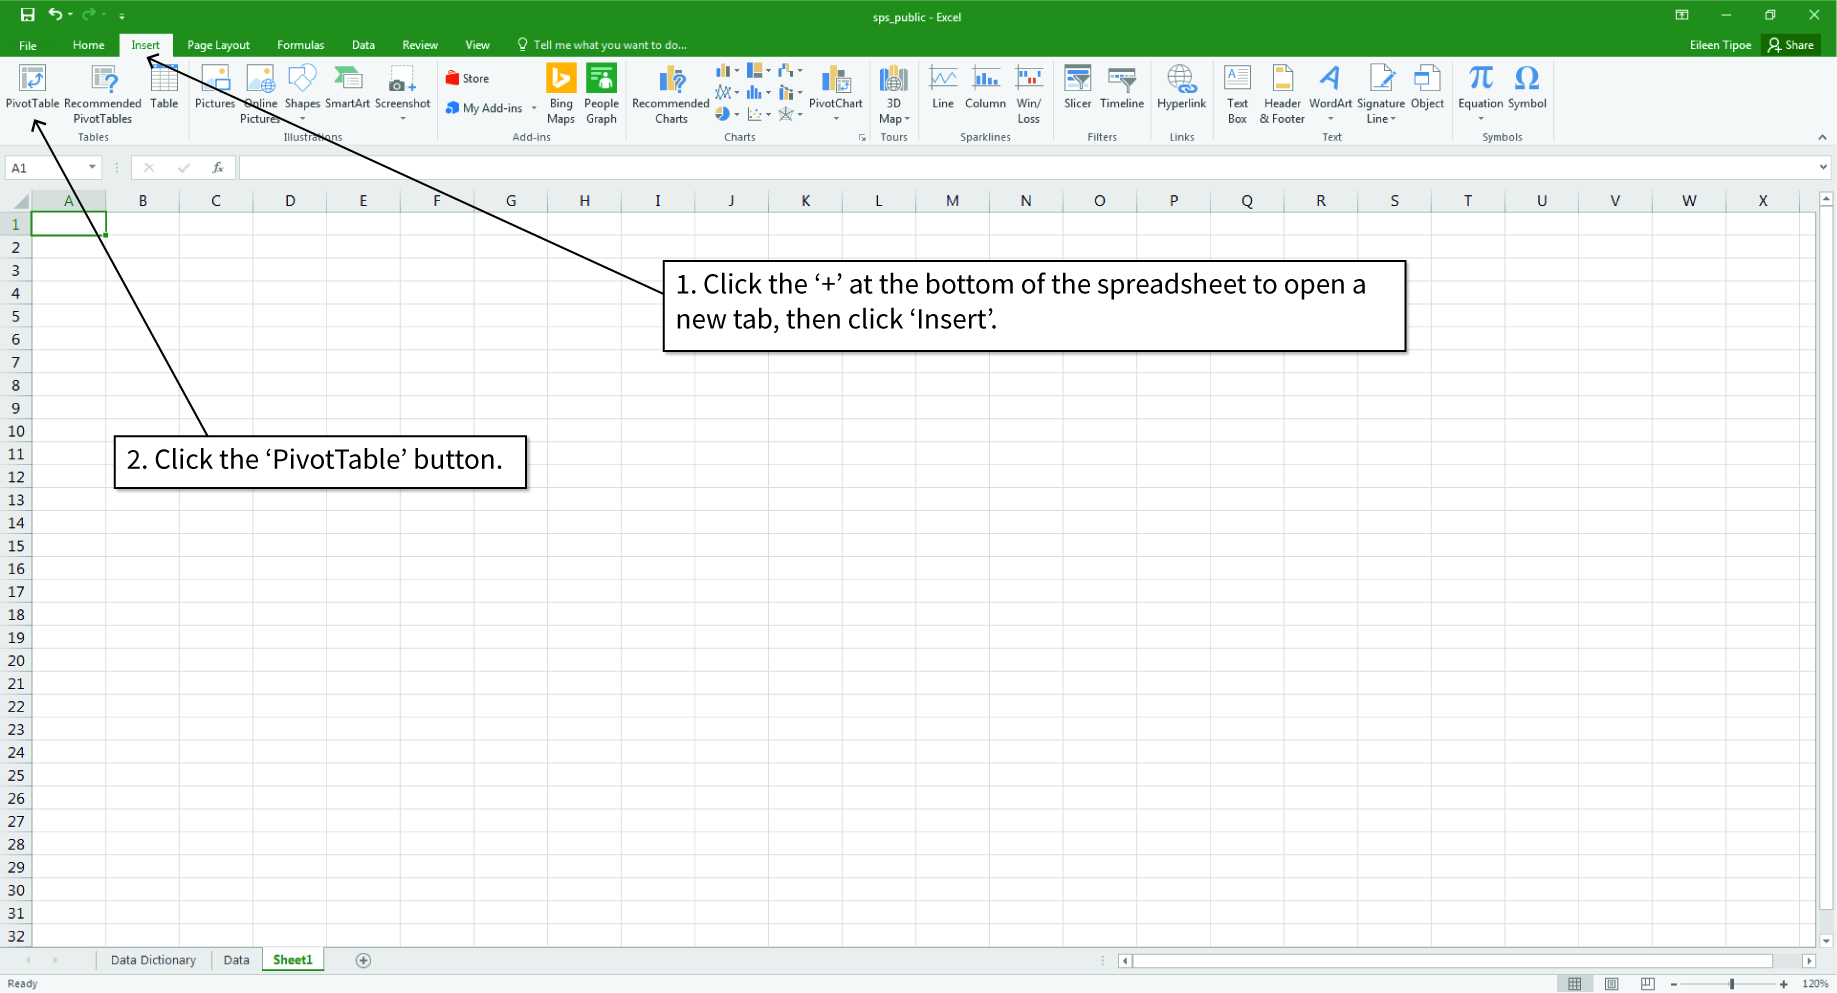 sps_public - Excel
File Home Insert Page Layout Formulas Data Review View Tell me what you want to do... Eileen Tipoe Share
PivotTable Recommended PivotTables Table
Tables
Pictures Online Pictures Shapes SmartArt Screenshot
Illustrations
Store
My Add-ins
Bing Maps People Graph
Add-ins
Recommended Charts PivotChart
Charts
3D Map
Tours
Line Column Win/ Loss
Sparklines
Slicer Timeline
Filters
Hyperlink
Links
Text Box Header & Footer WordArt Signature Line Object
Text
Equation Symbol
π Ω
Symbols
A1 fx
A B C D E F G H I J K L M N O P Q R S T U V W X
1
2
3
1. Click the ‘+’ at the bottom of the spreadsheet to open a
new tab, then click ‘Insert’.
4
5
6
7
8
9
10
11
2. Click the ‘PivotTable’ button.
12
13
14
15
16
17
18
19
20
21
22
23
24
25
26
27
28
29
30
31
32
Data Dictionary Data Sheet1
Ready 120%